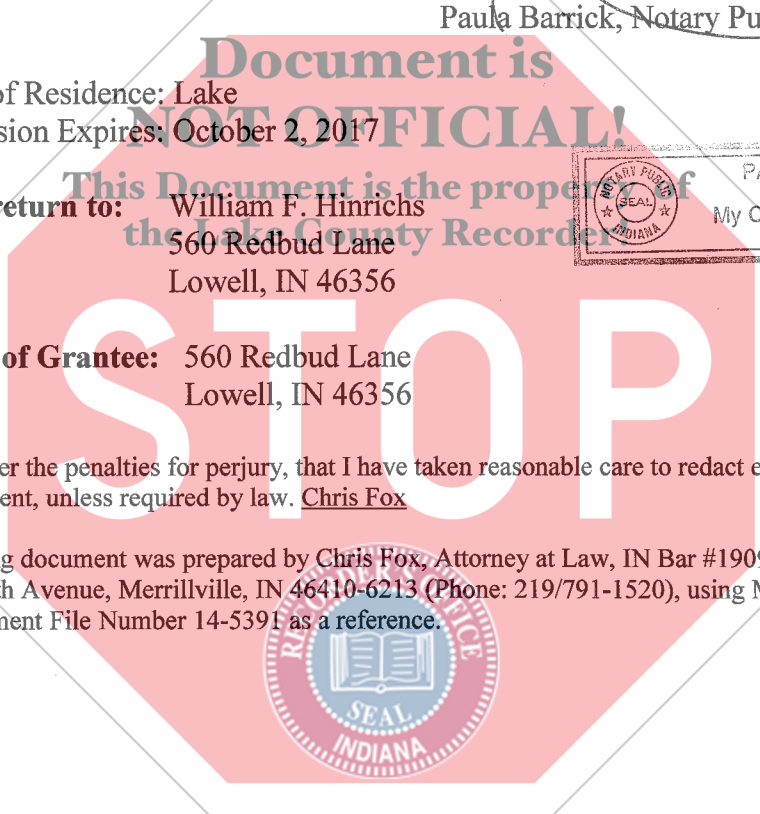 Paula Barrick, Notary Pu
Document is
of Residence: Lake
NOT OFFICIAL!
sion Expires: October 2, 2017
This Document is the property of
eturn to: William F. Hinrichs
the Lake County Recorder!
560 Redbud Lane
Lowell, IN 46356
NOTARY PUBLIC
SEAL
INDIANA
PA
My C
STOP
of Grantee: 560 Redbud Lane
Lowell, IN 46356
er the penalties for perjury, that I have taken reasonable care to redact e
ent, unless required by law. Chris Fox
g document was prepared by Chris Fox, Attorney at Law, IN Bar #1909
th Avenue, Merrillville, IN 46410-6213 (Phone: 219/791-1520), using M
ment File Number 14-5391 as a reference.
RECORDER'S OFFICE
SEAL
INDIANA